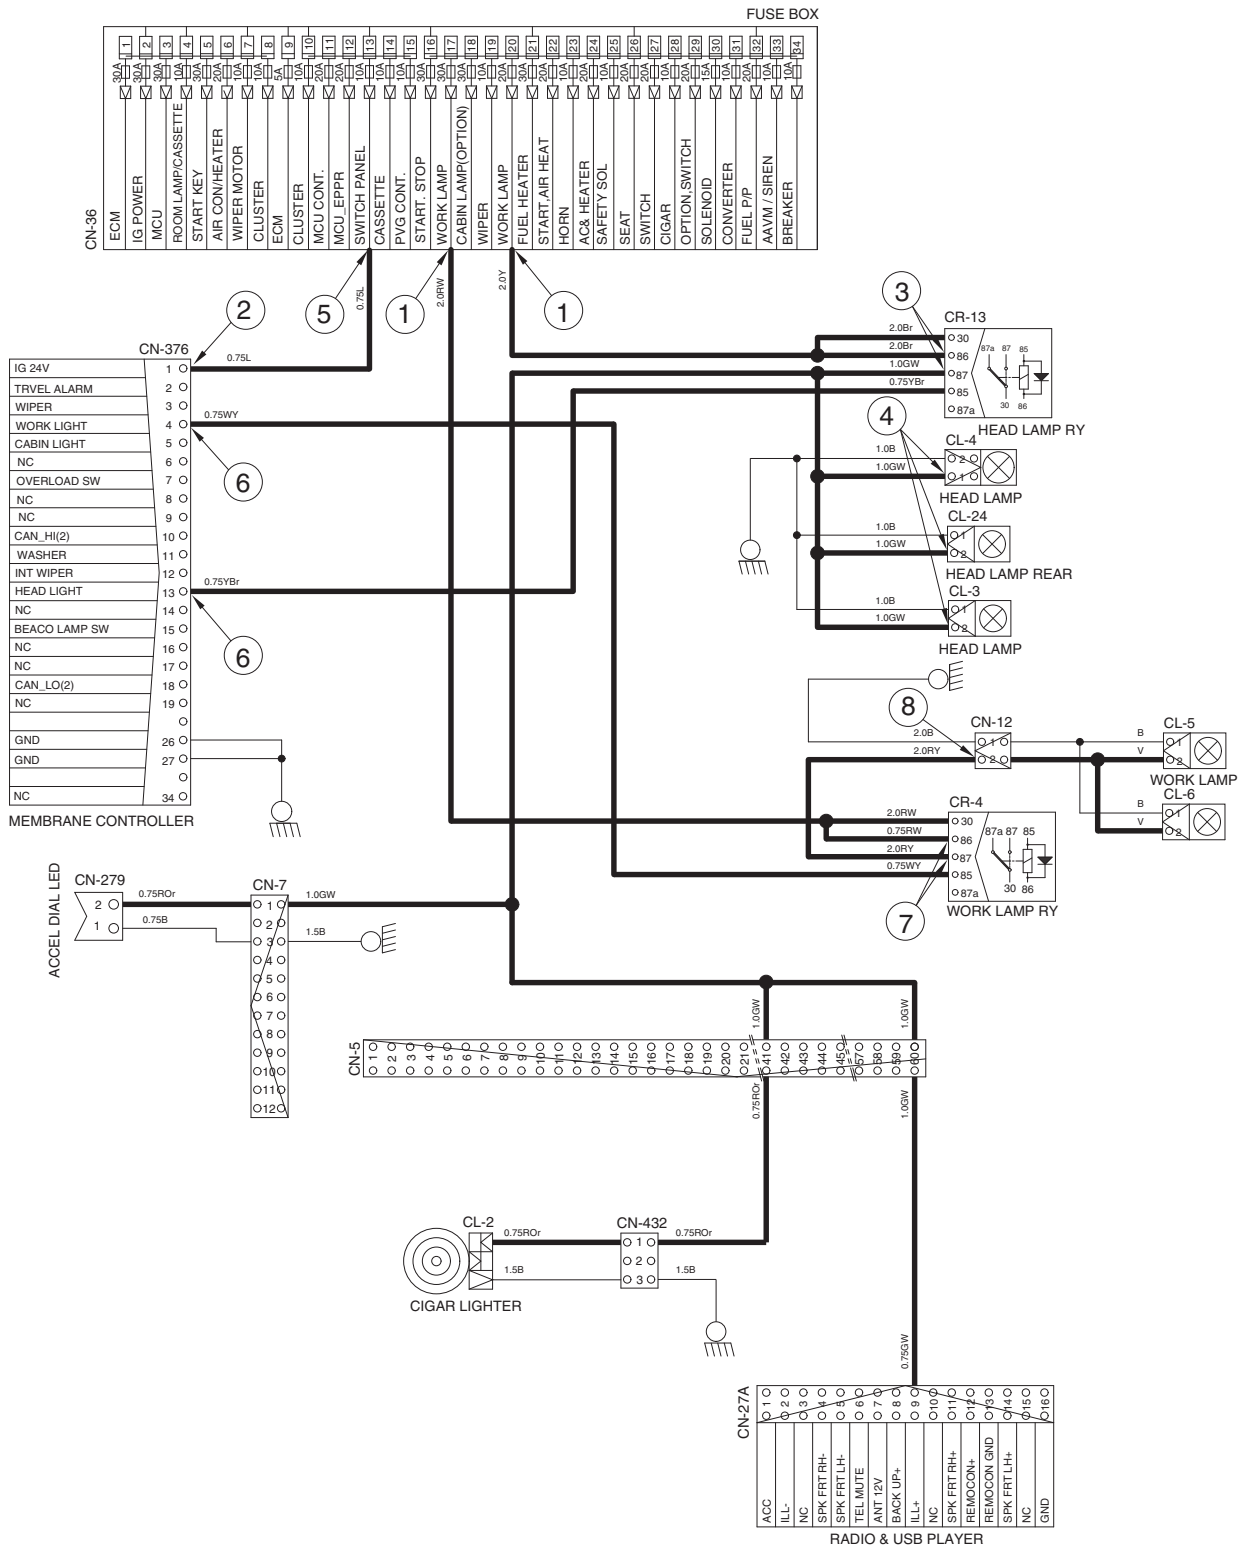 FUSE BOX
CN-36
1 2 3 4 5 6 7 8 9 10 11 12 13 14 15 16 17 18 19 20 21 22 23 24 25 26 27 28 29 30 31 32 33 34
30A 30A 30A 10A 30A 20A 10A 10A 5A 10A 20A 20A 10A 10A 10A 30A 20A 30A 10A 20A 30A 20A 10A 20A 10A 20A 20A 10A 20A 15A 10A 20A 10A 10A
ECM
IG POWER
MCU
ROOM LAMP/CASSETTE
START KEY
AIR CON/HEATER
WIPER MOTOR
CLUSTER
ECM
CLUSTER
MCU CONT.
MCU_EPPR
SWITCH PANEL
CASSETTE
PVG CONT.
START. STOP
WORK LAMP
CABIN LAMP(OPTION)
WIPER
WORK LAMP
FUEL HEATER
START,AIR HEAT
HORN
AC& HEATER
SAFETY SOL
SEAT
SWITCH
CIGAR
OPTION,SWITCH
SOLENOID
CONVERTER
FUEL P/P
AAVM / SIREN
BREAKER
2 5 1 1 3
0.75L 2.0RW 2.0Y
CN-376
IG 24V 1 0.75L
TRVEL ALARM 2
WIPER 3
WORK LIGHT 4 0.75WY
CABIN LIGHT 5
NC 6
OVERLOAD SW 7
NC 8
NC 9
CAN_HI(2) 10
WASHER 11
INT WIPER 12
HEAD LIGHT 13 0.75YBr
NC 14
BEACO LAMP SW 15
NC 16
NC 17
CAN_LO(2) 18
NC 19
GND 26
GND 27
NC 34
MEMBRANE CONTROLLER
6
6
CR-13
2.0Br 30
2.0Br 86
1.0GW 87
0.75YBr 85
87a
87a 87 85
30 86
HEAD LAMP RY
4
CL-4
1.0B 2
1.0GW 1
HEAD LAMP
CL-24
1.0B 1
1.0GW 2
HEAD LAMP REAR
CL-3
1.0B 1
1.0GW 2
HEAD LAMP
8
CN-12
2.0B 1
2.0RY 2
CL-5
B 1
V 2
WORK LAMP
CL-6
B 1
V 2
CR-4
2.0RW 30
0.75RW 86
2.0RY 87
0.75WY 85
87a
87a 87 85
30 86
WORK LAMP RY
7
ACCEL DIAL LED
CN-279
2 0.75ROr
1 0.75B
CN-7
1 1.0GW
2
3 1.5B
4
5
6
7
8
9
10
11
12
1.0GW 1.0GW
CN-5
1 2 3 4 5 6 7 8 9 10 11 12 13 14 15 16 17 18 19 20 21 41 42 43 44 45 57 58 59 60
0.75ROr 1.0GW
CL-2
0.75ROr
1.5B
CIGAR LIGHTER
CN-432
1 0.75ROr
2
3 1.5B
0.75GW
CN-27A
1 2 3 4 5 6 7 8 9 10 11 12 13 14 15 16
ACC
ILL-
NC
SPK FRT RH-
SPK FRT LH-
TEL MUTE
ANT 12V
BACK UP+
ILL+
NC
SPK FRT RH+
REMOCON+
REMOCON GND
SPK FRT LH+
NC
GND
RADIO & USB PLAYER